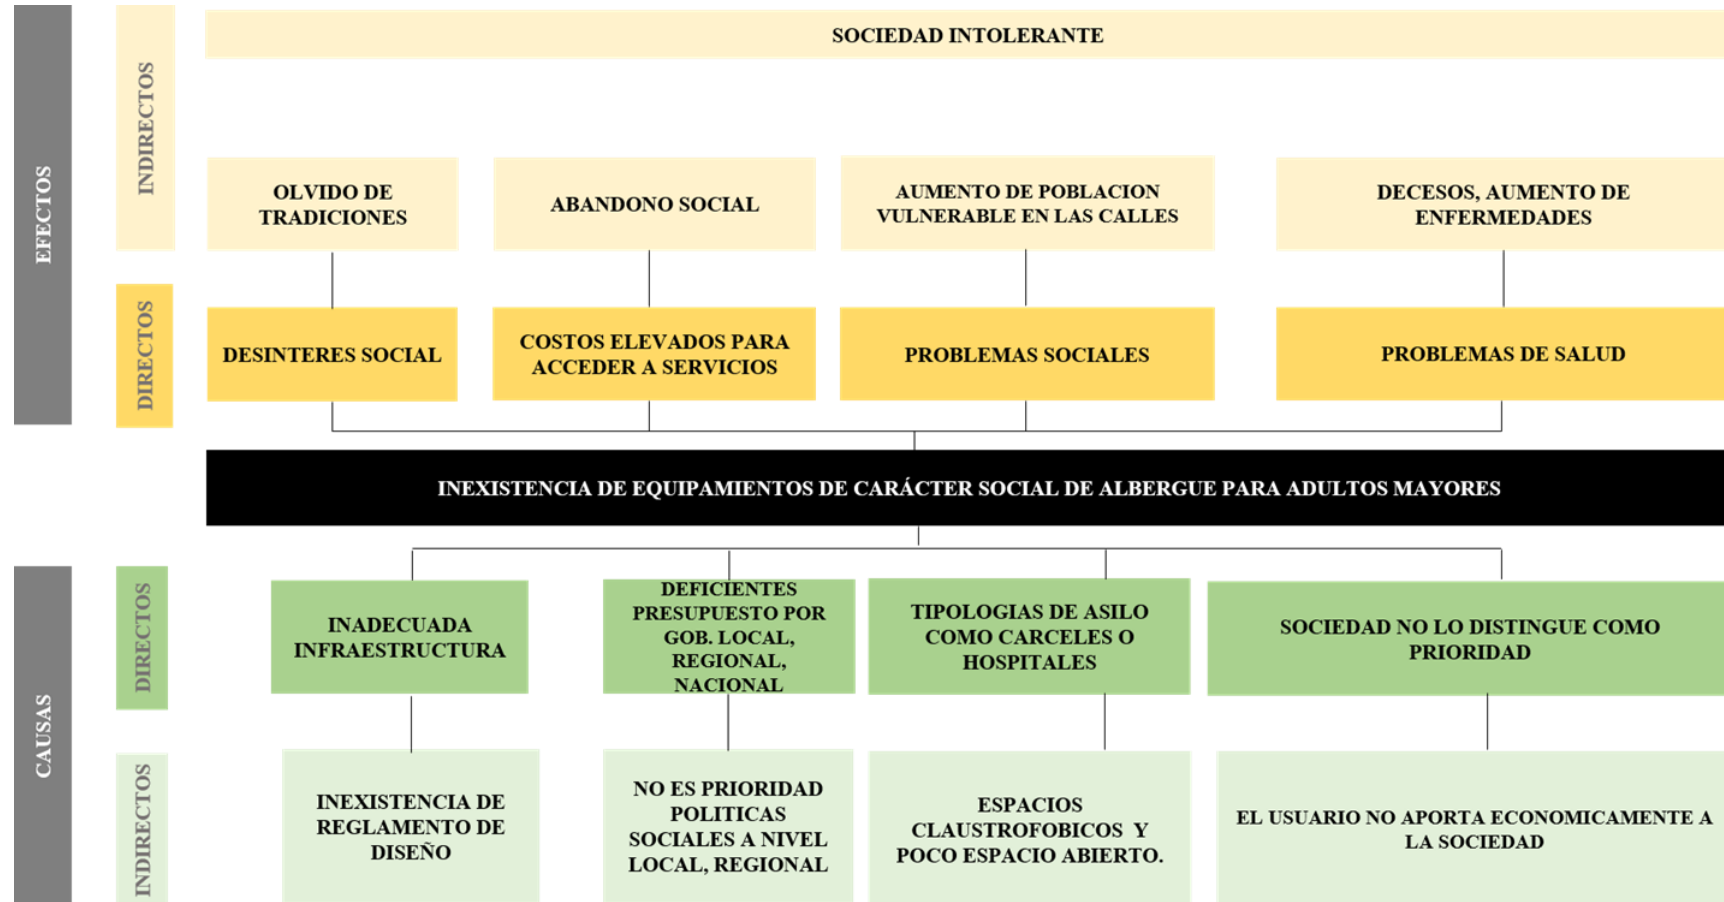 SOCIEDAD INTOLERANTE
EFECTOS
INDIRECTOS
OLVIDO DE
TRADICIONES
ABANDONO SOCIAL
AUMENTO DE POBLACION
VULNERABLE EN LAS CALLES
DECESOS, AUMENTO DE
ENFERMEDADES
DIRECTOS
DESINTERES SOCIAL
COSTOS ELEVADOS PARA
ACCEDER A SERVICIOS
PROBLEMAS SOCIALES
PROBLEMAS DE SALUD
INEXISTENCIA DE EQUIPAMIENTOS DE CARÁCTER SOCIAL DE ALBERGUE PARA ADULTOS MAYORES
CAUSAS
DIRECTOS
INADECUADA
INFRAESTRUCTURA
DEFICIENTES
PRESUPUESTO POR
GOB. LOCAL,
REGIONAL,
NACIONAL
TIPOLOGIAS DE ASILO
COMO CARCELES O
HOSPITALES
SOCIEDAD NO LO DISTINGUE COMO
PRIORIDAD
INDIRECTOS
INEXISTENCIA DE
REGLAMENTO DE
DISEÑO
NO ES PRIORIDAD
POLITICAS
SOCIALES A NIVEL
LOCAL, REGIONAL
ESPACIOS
CLAUSTROFOBICOS Y
POCO ESPACIO ABIERTO.
EL USUARIO NO APORTA ECONOMICAMENTE A
LA SOCIEDAD